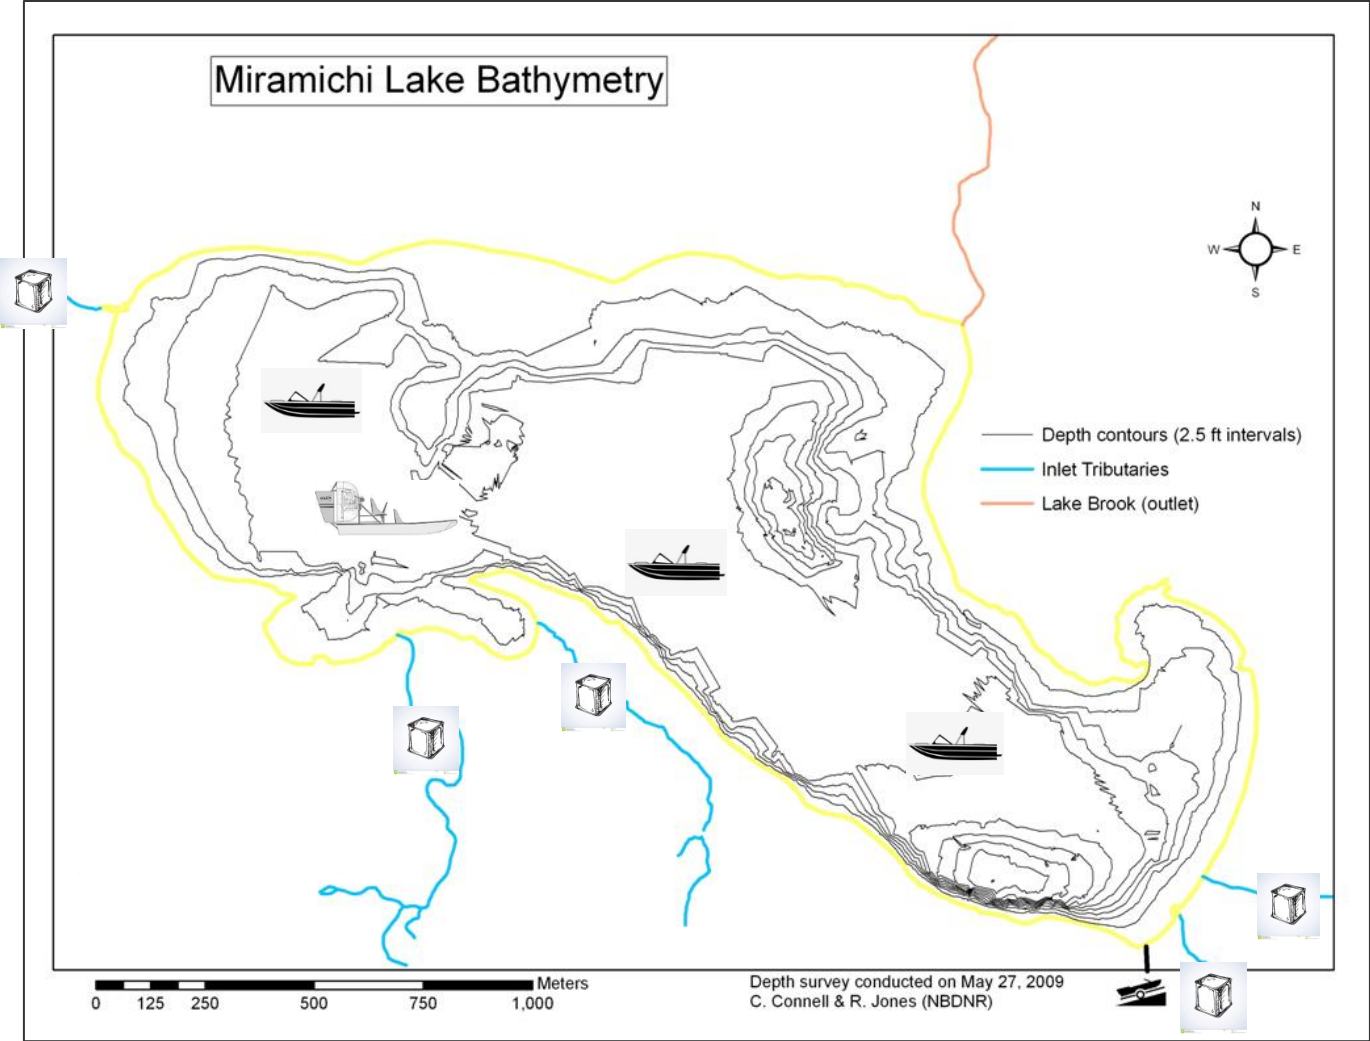 Miramichi Lake Bathymetry
N
W E
S
Depth contours (2.5 ft intervals)
Inlet Tributaries
Lake Brook (outlet)
Meters
0 125 250 500 750 1,000
Depth survey conducted on May 27, 2009
C. Connell & R. Jones (NBDNR)